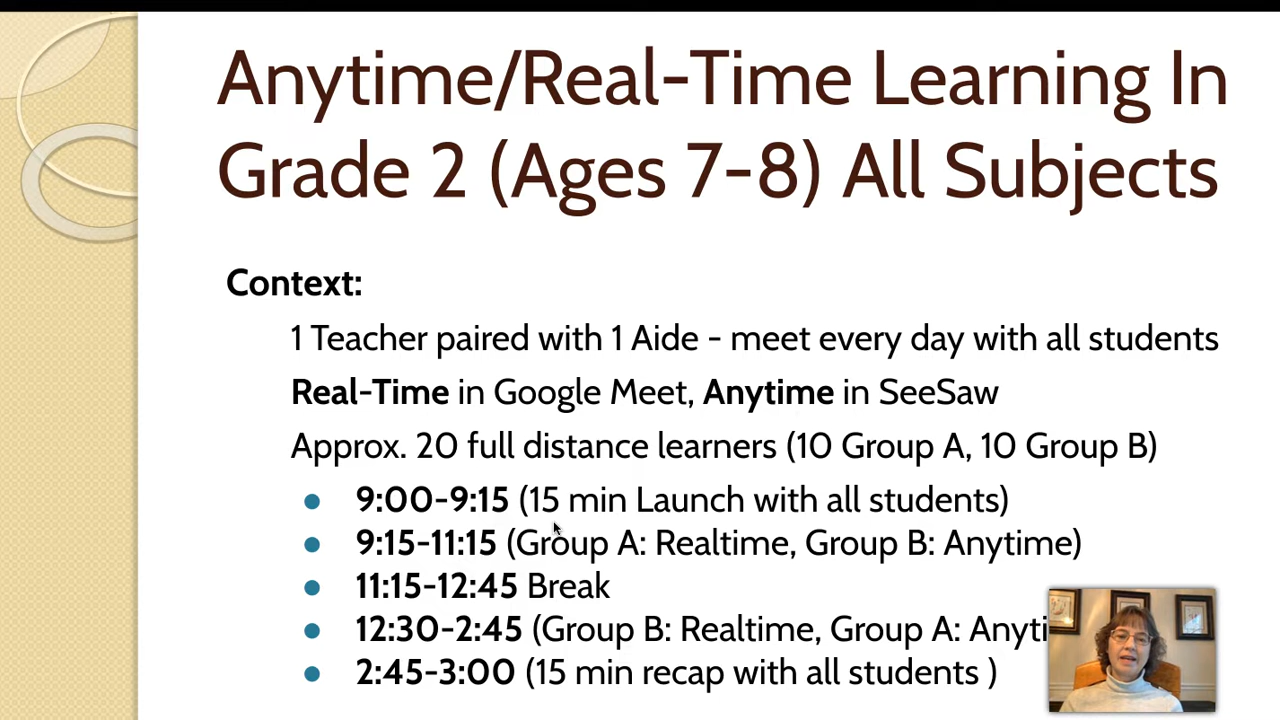 Anytime/Real-Time Learning In
Grade 2 (Ages 7-8) All Subjects
Context:
1 Teacher paired with 1 Aide - meet every day with all students
Real-Time in Google Meet, Anytime in SeeSaw
Approx. 20 full distance learners (10 Group A, 10 Group B)
9:00-9:15 (15 min Launch with all students)
9:15-11:15 (Group A: Realtime, Group B: Anytime)
11:15-12:45 Break
12:30-2:45 (Group B: Realtime, Group A: Anyti
2:45-3:00 (15 min recap with all students )